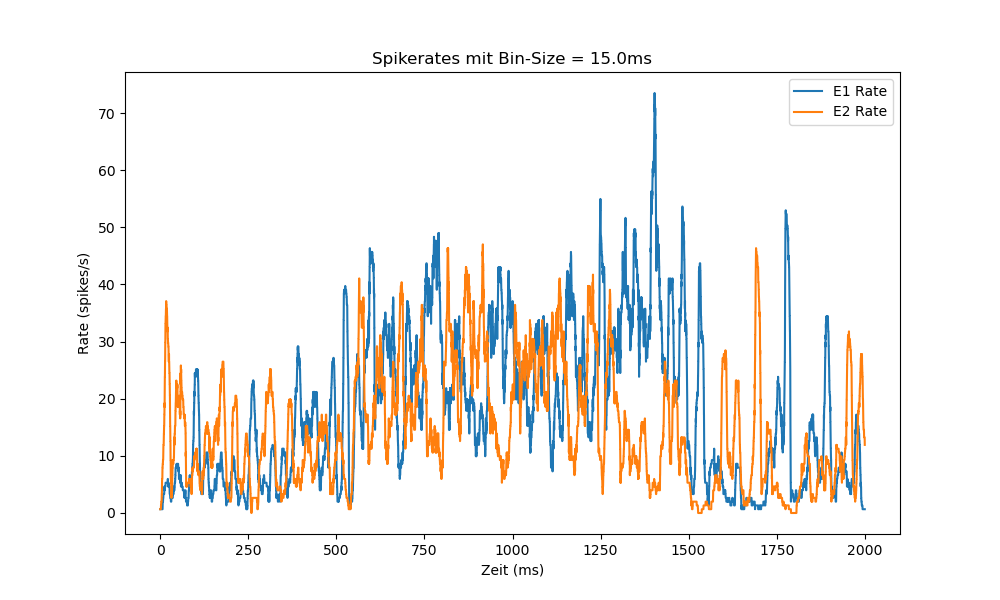 Spikerates mit Bin-Size = 15.0ms
E1 Rate
E2 Rate
70
60
50
40
30
20
10
0
Rate (spikes/s)
0 250 500 750 1000 1250 1500 1750 2000
Zeit (ms)